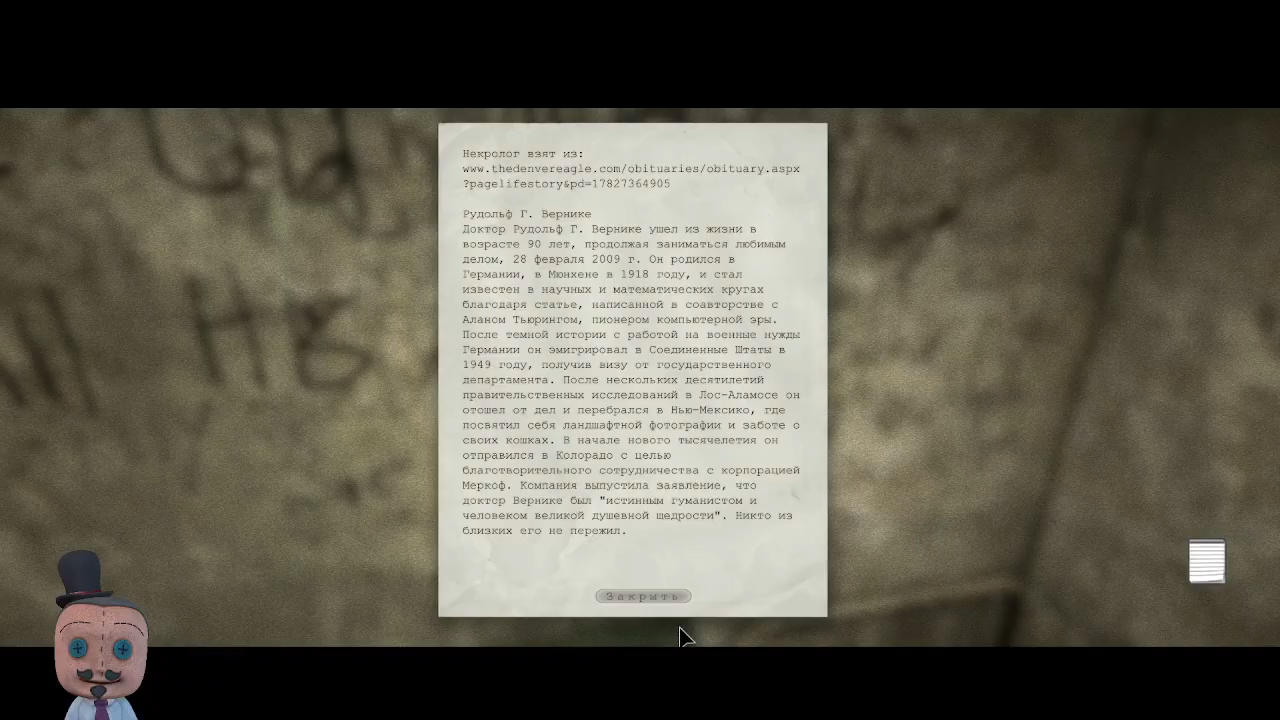 Некролог взят из:
www.thedenvereagle.com/obituaries/obituary.aspx
?pagelifestory&pd=17827364905
Рудольф Г. Вернике
Доктор Рудольф Г. Вернике ушел из жизни в
возрасте 90 лет, продолжая заниматься любимым
делом, 28 февраля 2009 г. Он родился в
Германии, в Мюнхене в 1918 году, и стал
известен в научных и математических кругах
благодаря статье, написанной в соавторстве с
Аланом Тьюрингом, пионером компьютерной эры.
После темной истории с работой на военные нужды
Германии он эмигрировал в Соединенные Штаты в
1949 году, получив визу от государственного
департамента. После нескольких десятилетий
правительственных исследований в Лос-Аламосе он
отошел от дел и перебрался в Нью-Мексико, где
посвятил себя ландшафтной фотографии и заботе о
своих кошках. В начале нового тысячелетия он
отправился в Колорадо с целью
благотворительного сотрудничества с корпорацией
Меркоф. Компания выпустила заявление, что
доктор Вернике был "истинным гуманистом и
человеком великой душевной щедрости". Никто из
близких его не пережил.
Закрыть